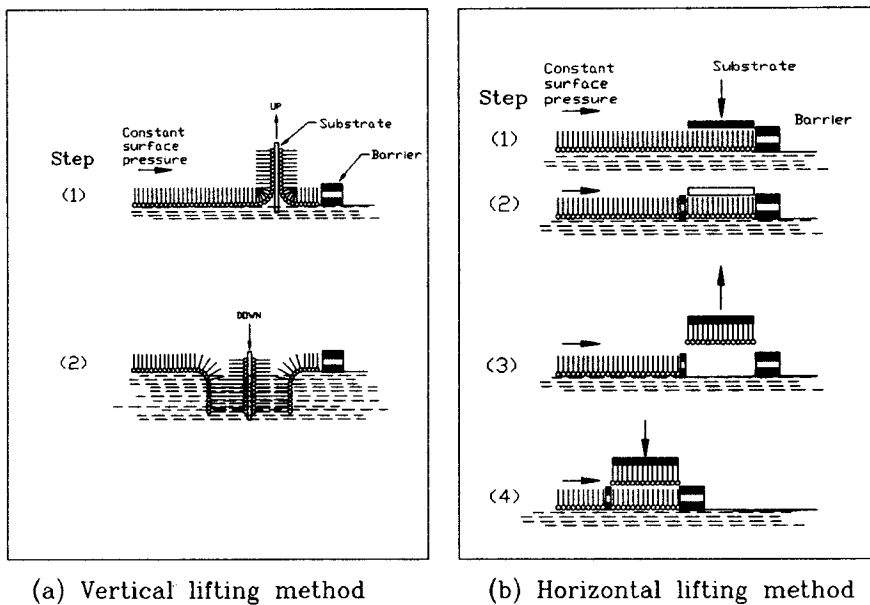 UP
Substrate
Constant
surface
pressure
Barrier
Step
(1)
DOWN
(2)
(a) Vertical lifting method
Constant
surface
pressure
Substrate
Step
Barrier
(1)
(2)
(3)
(4)
(b) Horizontal lifting method